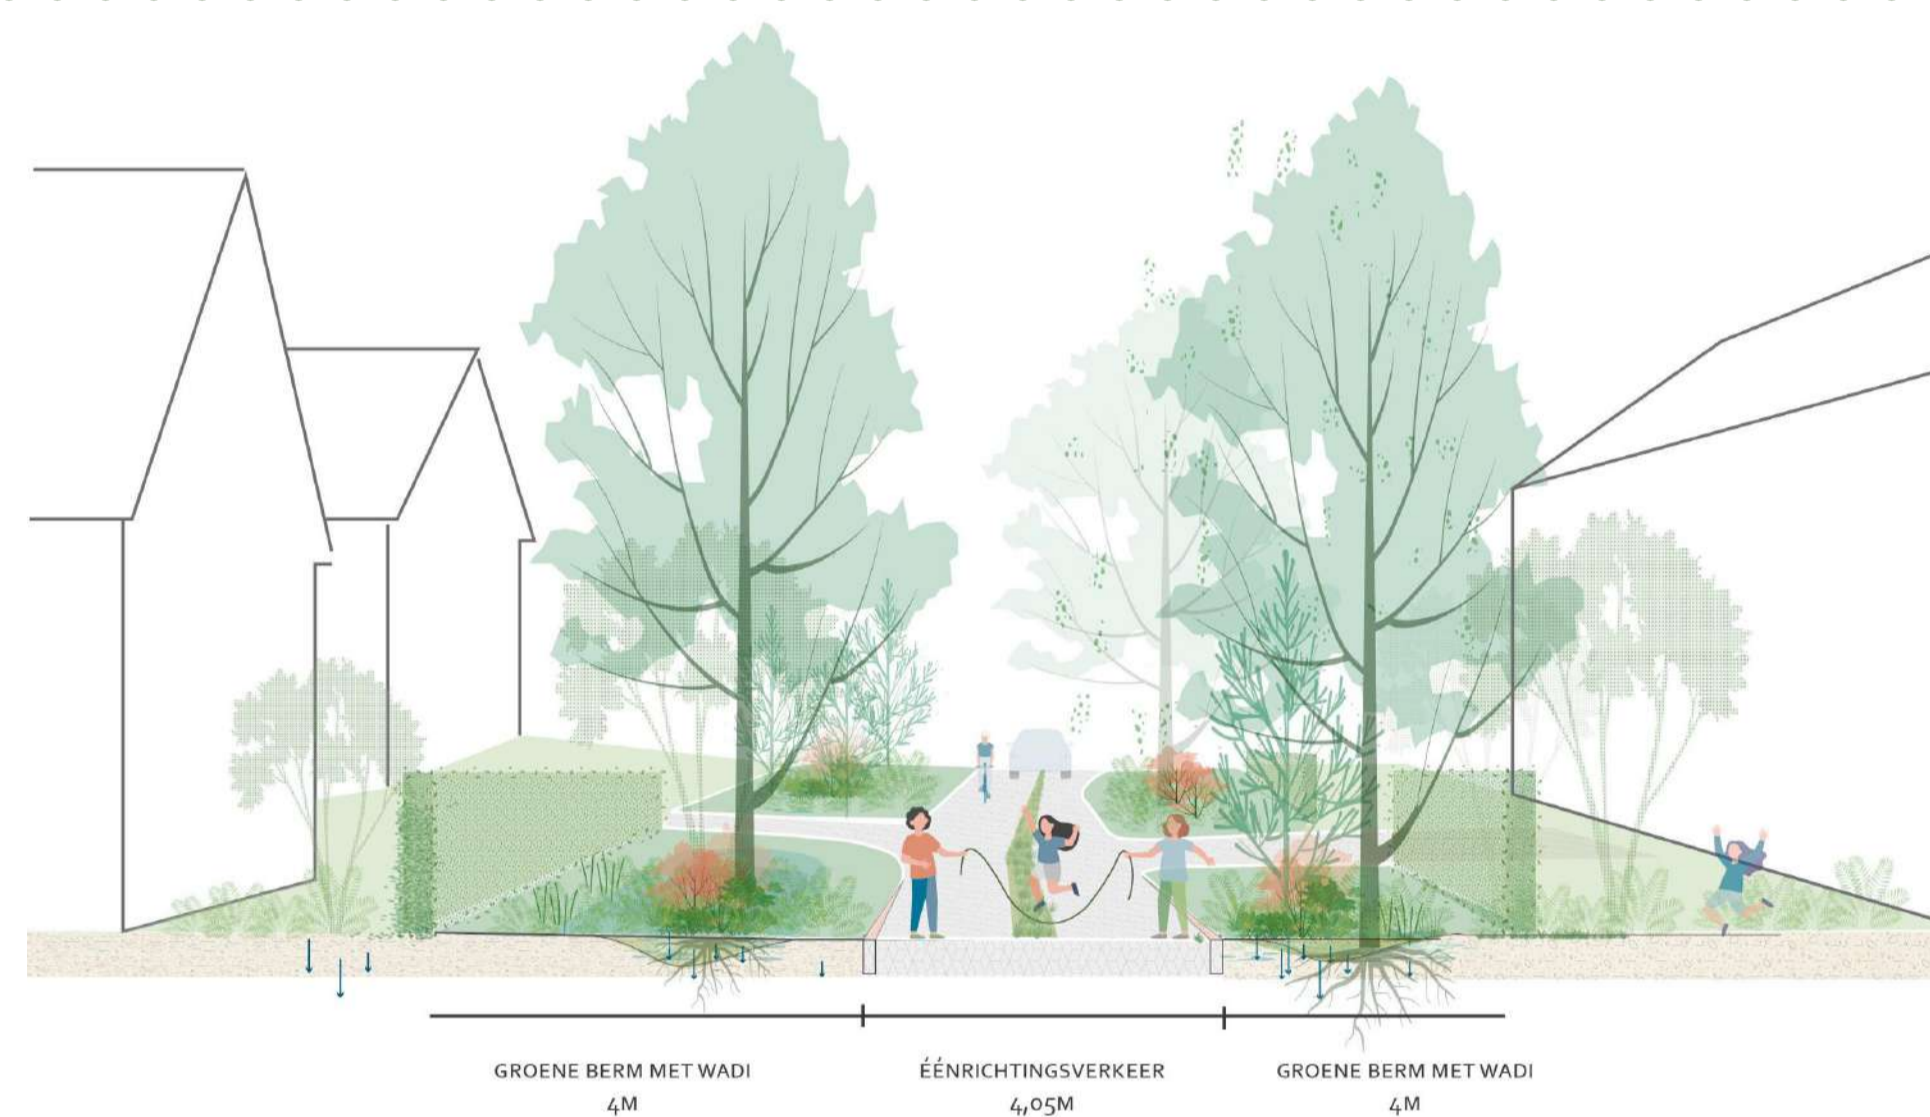 GROENE BERM MET WADI
4M
ÉÉNRICHTINGSVERKEER
4,05M
GROENE BERM MET WADI
4M